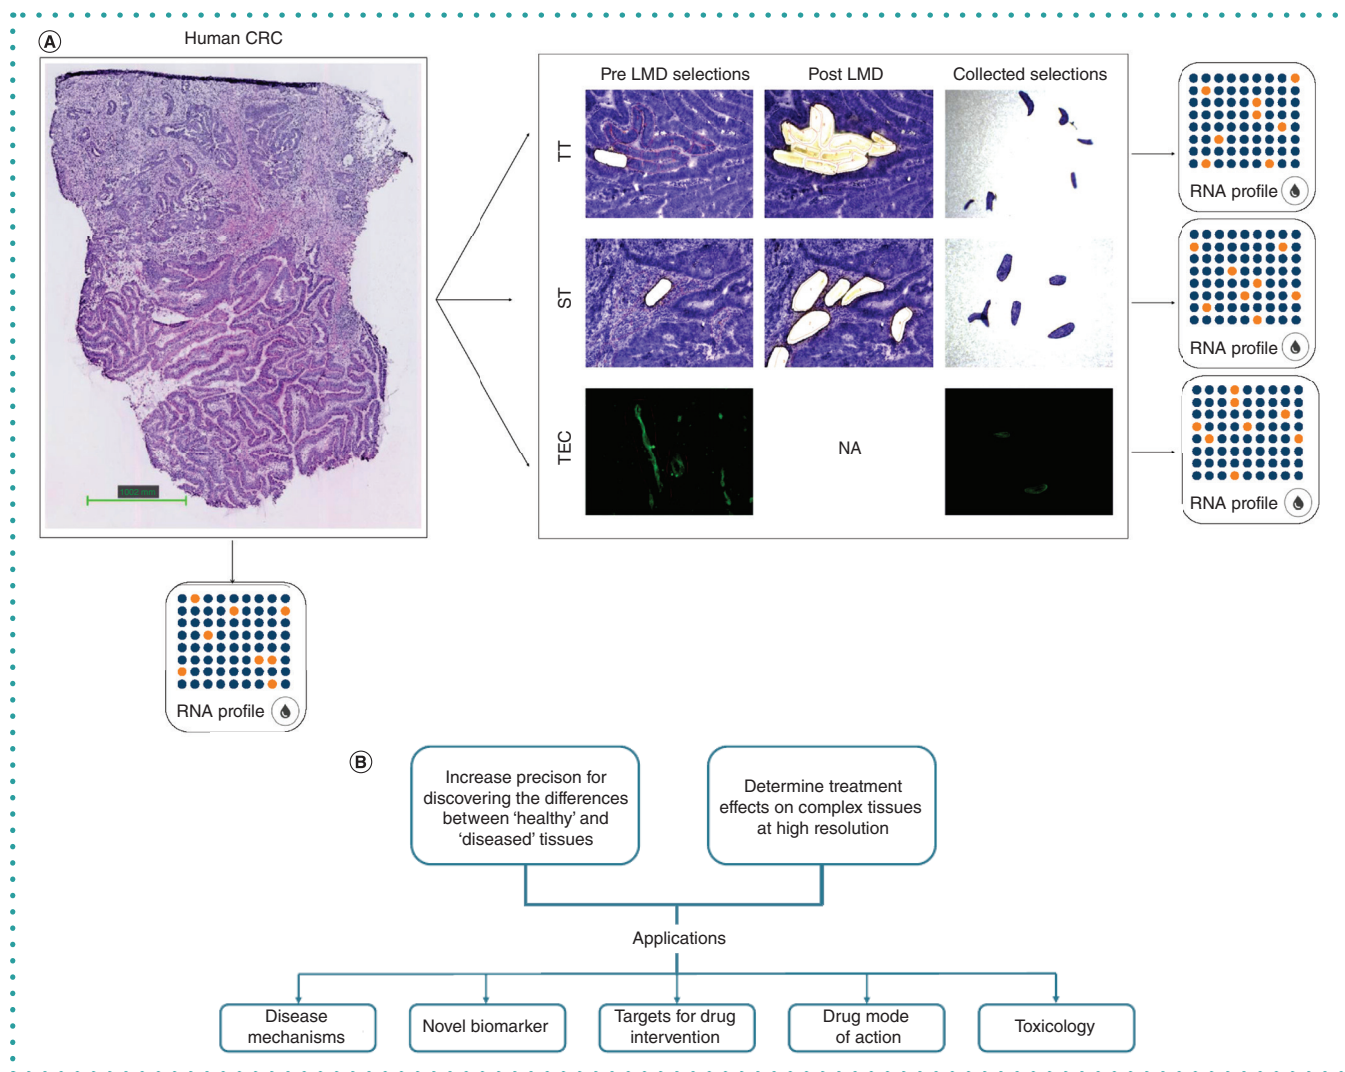 A
Human CRC
Pre LMD selections
Post LMD
Collected selections
TT
RNA profile
ST
RNA profile
TEC
NA
RNA profile
RNA profile
B
Increase precison for
discovering the differences
between ‘healthy’ and
‘diseased’ tissues
Determine treatment
effects on complex tissues
at high resolution
Applications
Disease
mechanisms
Novel biomarker
Targets for drug
intervention
Drug mode
of action
Toxicology